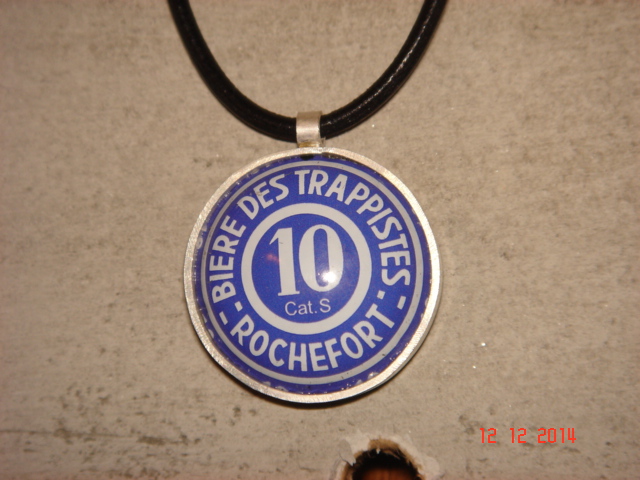 BIERE DES TRAPPISTES
10
Cat. S
- ROCHEFORT -
12 12 2014